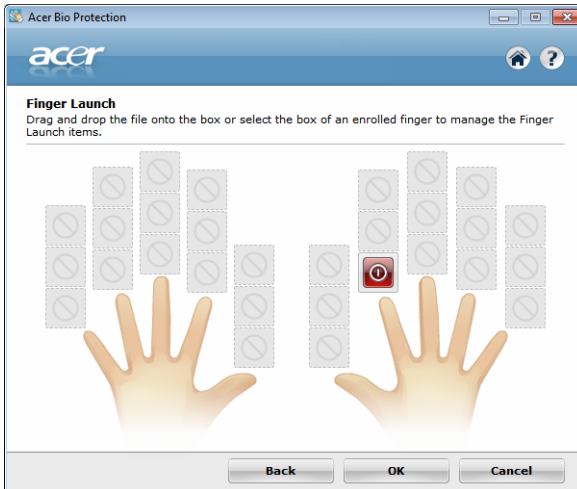 Acer Bio Protection
acer
?
Finger Launch
Drag and drop the file onto the box or select the box of an enrolled finger to manage the Finger
Launch items.
Back OK Cancel